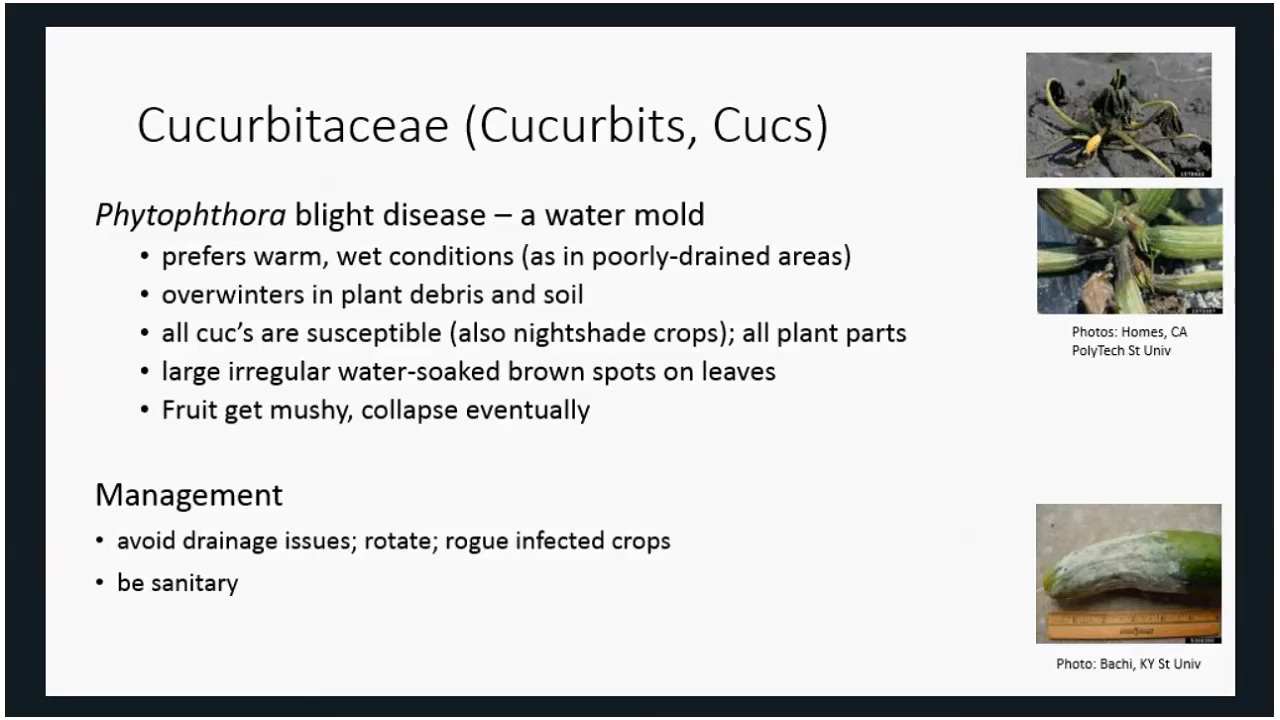 Cucurbitaceae (Cucurbits, Cucs)
Phytophthora blight disease – a water mold
• prefers warm, wet conditions (as in poorly-drained areas)
• overwinters in plant debris and soil
• all cuc's are susceptible (also nightshade crops); all plant parts
• large irregular water-soaked brown spots on leaves
• Fruit get mushy, collapse eventually
Management
• avoid drainage issues; rotate; rogue infected crops
• be sanitary
Photos: Homes, CA
PolyTech St Univ
Photo: Bachi, KY St Univ